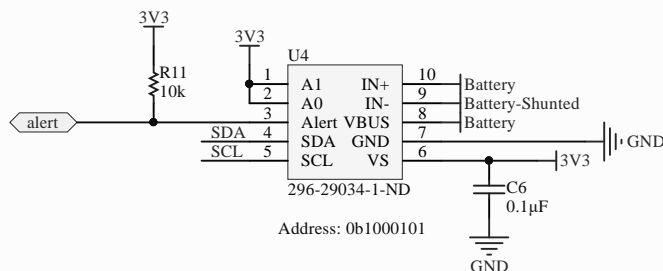 3V3
3V3
U4
R11
10k
1 A1 IN+ 10 Battery
2 A0 IN- 9 Battery-Shunted
alert 3 Alert VBUS 8 Battery
SDA 4 SDA GND 7 GND
SCL 5 SCL VS 6 3V3
296-29034-1-ND
C6
0.1µF
Address: 0b1000101
GND